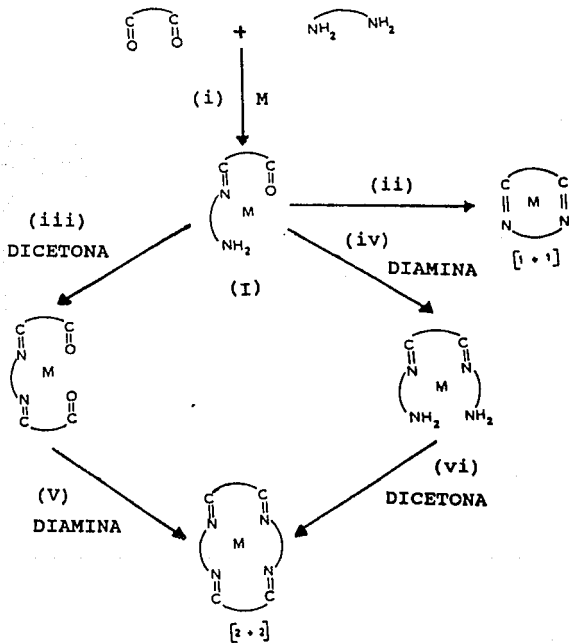 C C
O O
+
NH2 NH2
(i) M
C C
N O
M
NH2
(I)
(ii)
C C
M
N N
[1 + 1]
(iii)
DICETONA
(iv)
DIAMINA
C C
N O
M
N O
C C
C C
N N
M
NH2 NH2
(v)
DIAMINA
(vi)
DICETONA
C C
N N
M
N N
C C
[2 + 2]